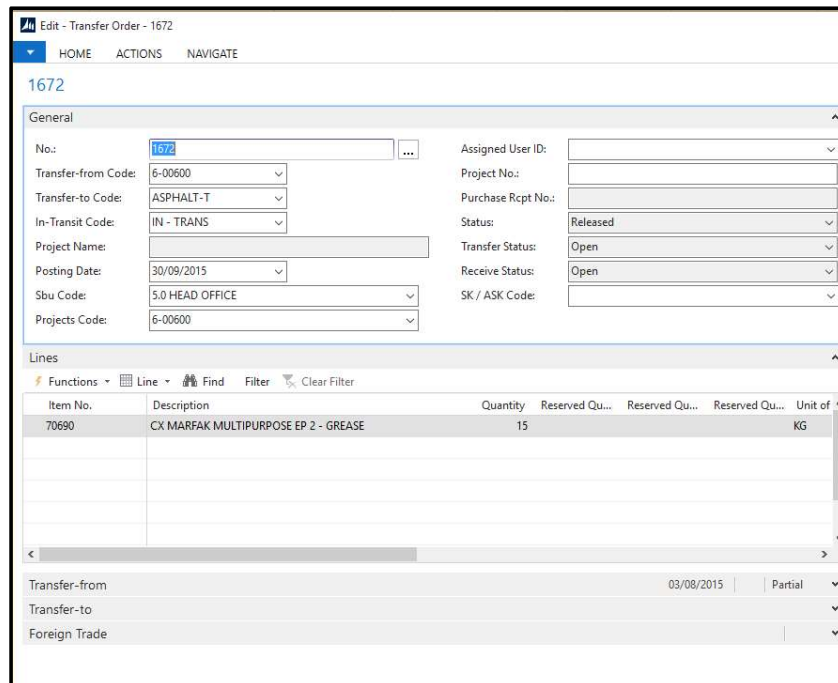 Edit - Transfer Order - 1672
HOME ACTIONS NAVIGATE
1672
General
No.: 1672 ... Assigned User ID:
Transfer-from Code: 6-00600 Project No.:
Transfer-to Code: ASPHALT-T Purchase Rcpt No.:
In-Transit Code: IN - TRANS Status: Released
Project Name: Transfer Status: Open
Posting Date: 30/09/2015 Receive Status: Open
Sbu Code: 5.0 HEAD OFFICE SK / ASK Code:
Projects Code: 6-00600
Lines
Functions Line Find Filter Clear Filter
Item No. Description Quantity Reserved Qu... Reserved Qu... Reserved Qu... Unit of
70690 CX MARFAK MULTIPURPOSE EP 2 - GREASE 15 KG
Transfer-from 03/08/2015 Partial
Transfer-to
Foreign Trade